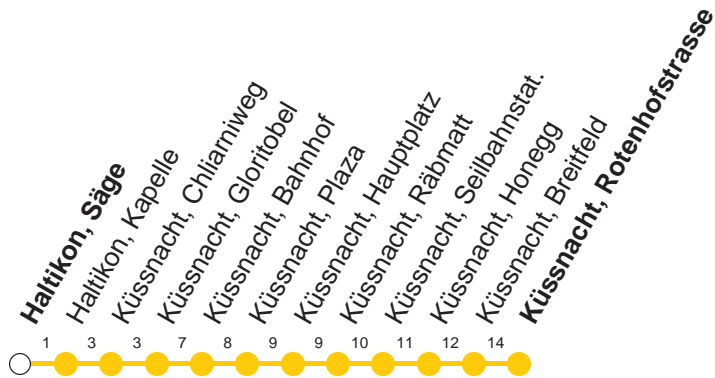 Haltikon, Säge
Haltikon, Kapelle
Küssnacht, Chliarniweg
Küssnacht, Gloritobel
Küssnacht, Bahnhof
Küssnacht, Plaza
Küssnacht, Hauptplatz
Küssnacht, Räbmatt
Küssnacht, Seilbahnstat.
Küssnacht, Honegg
Küssnacht, Breitfeld
Küssnacht, Rotenhofstrasse
1 3 3 7 8 9 9 10 11 12 14